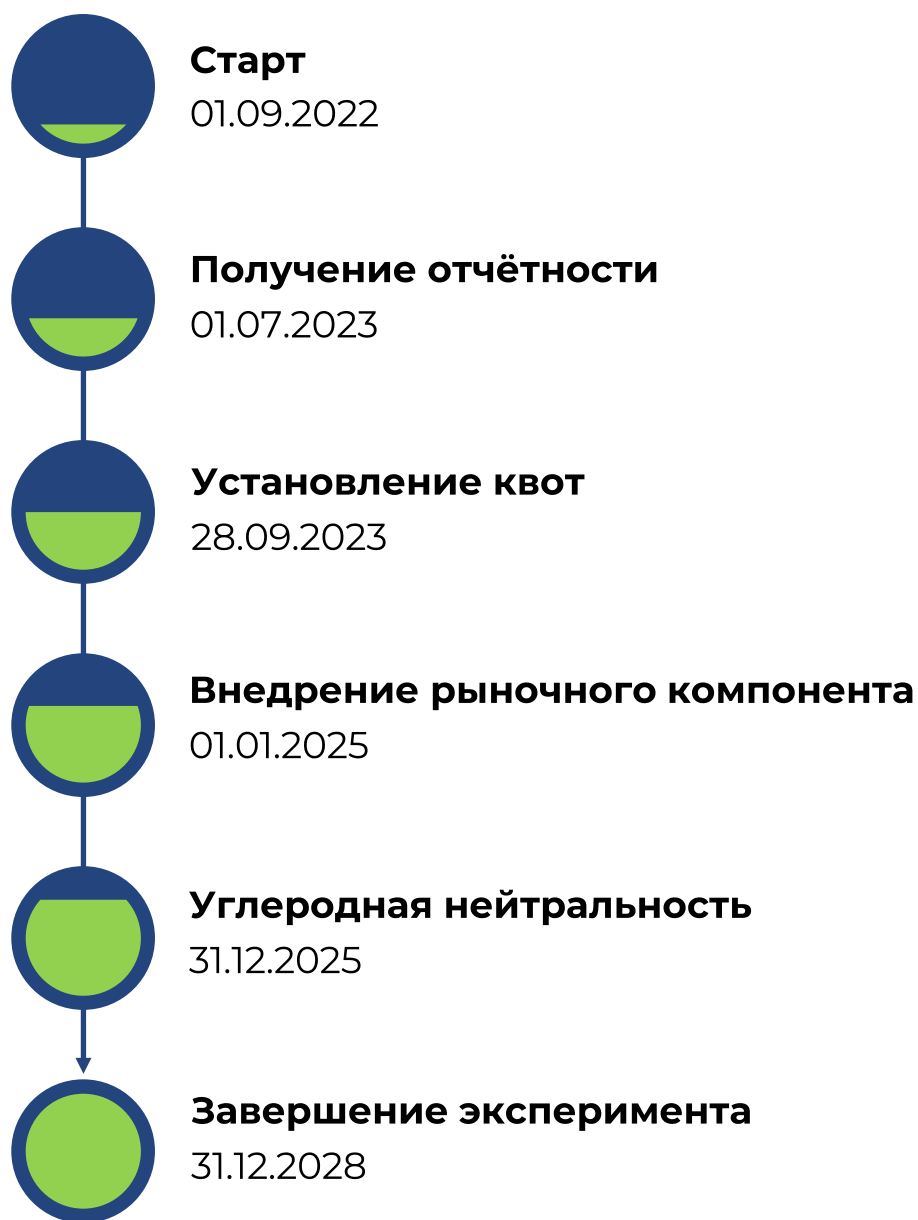 Старт
01.09.2022
Получение отчётности
01.07.2023
Установление квот
28.09.2023
Внедрение рыночного компонента
01.01.2025
Углеродная нейтральность
31.12.2025
Завершение эксперимента
31.12.2028